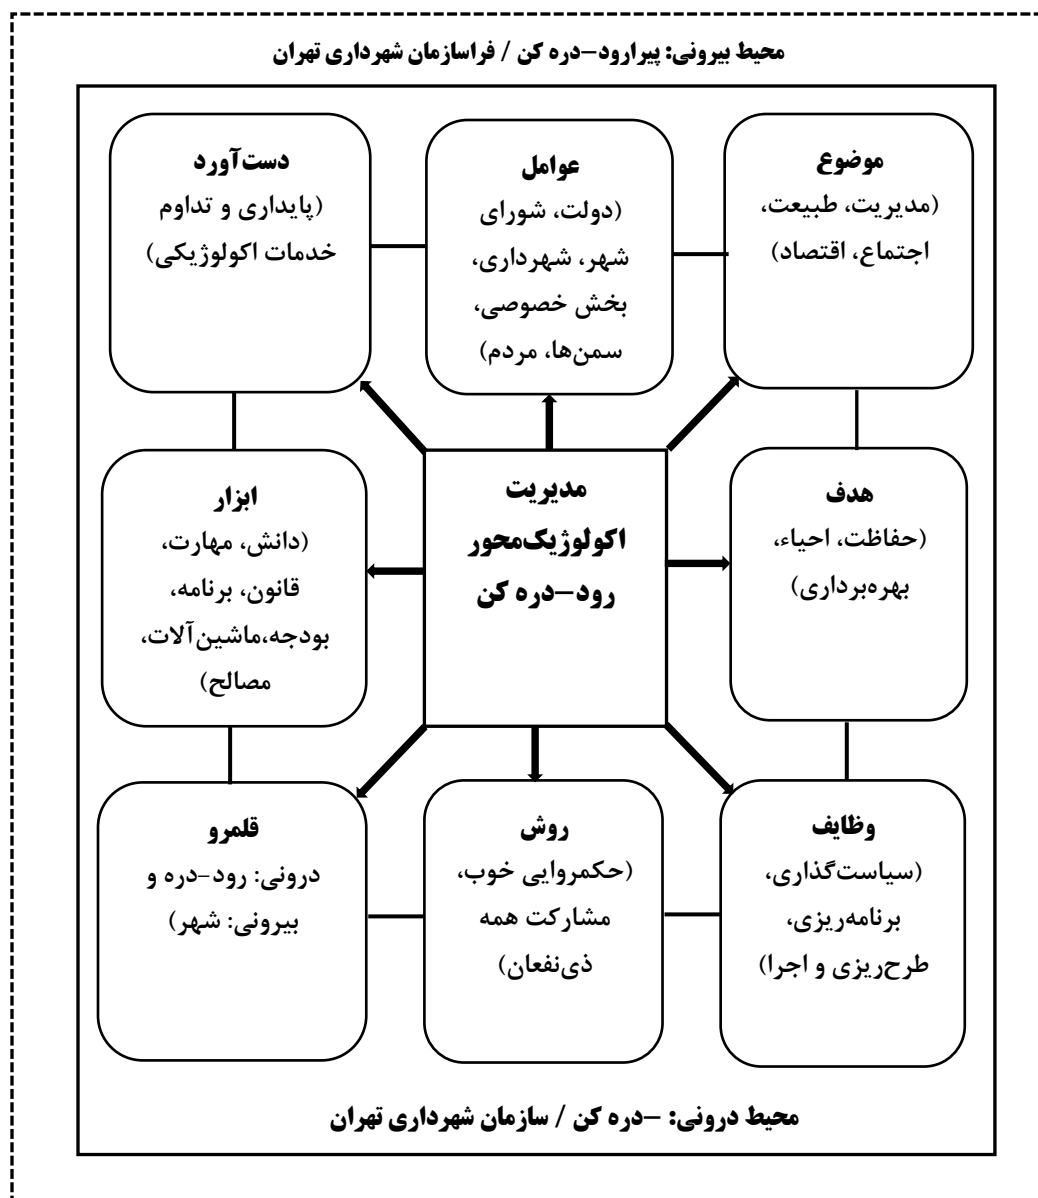 محیط بیرونی: پیرارود–دره کن / فراسازمان شهرداری تهران
موضوع
(مدیریت، طبیعت،
اجتماع، اقتصاد)
عوامل
(دولت، شورای
شهر، شهرداری،
بخش خصوصی،
سمن‌ها، مردم)
دست‌آورد
(پایداری و تداوم
خدمات اکولوژیکی)
هدف
(حفاظت، احیاء،
بهره‌برداری)
مدیریت
اکولوژیک‌محور
رود–دره کن
ابزار
(دانش، مهارت،
قانون، برنامه،
بودجه،ماشین‌آلات،
مصالح)
وظایف
(سیاست‌گذاری،
برنامه‌ریزی،
طرح‌ریزی و اجرا)
روش
(حکمروایی خوب،
مشارکت همه
ذی‌نفعان)
قلمرو
درونی: رود-دره و
بیرونی: شهر)
محیط درونی: –دره کن / سازمان شهرداری تهران